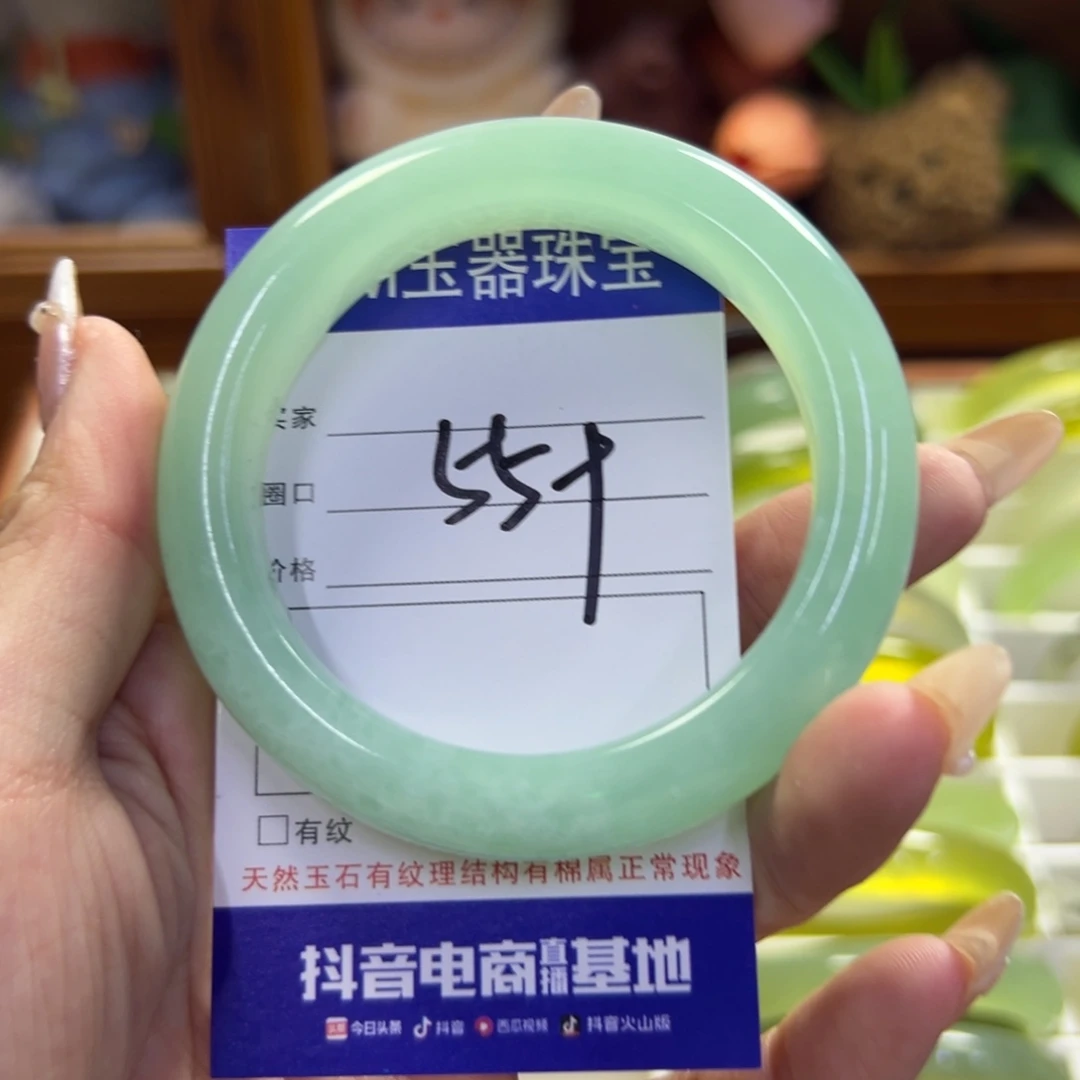 玉器珠宝
买家
圈口
价格
55
有纹
天然玉石有纹理结构有棉属正常现象
抖音电商直播基地
今日头条 抖音 西瓜视频 抖音火山版